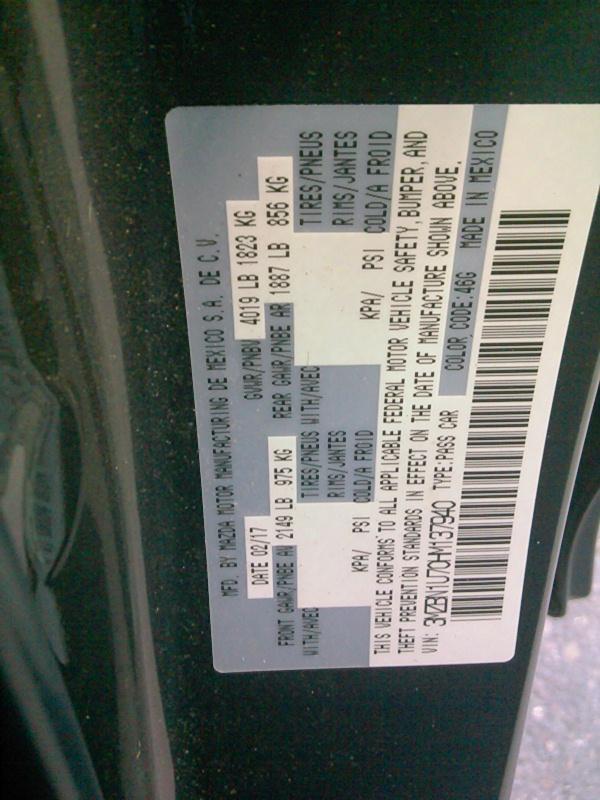 MFD. BY MAZDA MOTOR MANUFACTURING DE MEXICO S.A. DE C.V.
DATE 02/17 GVWR/PNBV 4019 LB 1823 KG
FRONT GAWR/PNBE AV 2149 LB 975 KG REAR GAWR/PNBE AR 1887 LB 856 KG
WITH/AVEC TIRES/PNEUS WITH/AVEC TIRES/PNEUS
RIMS/JANTES RIMS/JANTES
KPA/ PSI COLD/A FROID KPA/ PSI COLD/A FROID
THIS VEHICLE CONFORMS TO ALL APPLICABLE FEDERAL MOTOR VEHICLE SAFETY, BUMPER, AND
THEFT PREVENTION STANDARDS IN EFFECT ON THE DATE OF MANUFACTURE SHOWN ABOVE.
VIN: 3MZBN1U70HM137940 TYPE:PASS CAR COLOR CODE:46G MADE IN MEXICO